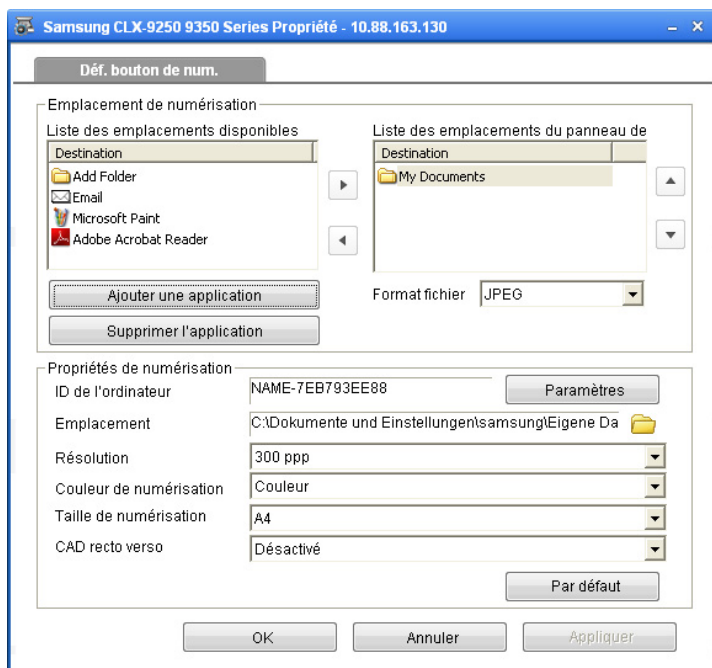 Samsung CLX-9250 9350 Series Propriété - 10.88.163.130
Déf. bouton de num.
Emplacement de numérisation
Liste des emplacements disponibles
Destination
Add Folder
Email
Microsoft Paint
Adobe Acrobat Reader
Ajouter une application
Supprimer l'application
Liste des emplacements du panneau de
Destination
My Documents
Format fichier JPEG
Propriétés de numérisation
ID de l'ordinateur NAME-7EB793EE88 Paramètres
Emplacement C:\Dokumente und Einstellungen\samsung\Eigene Da
Résolution 300 ppp
Couleur de numérisation Couleur
Taille de numérisation A4
CAD recto verso Désactivé
Par défaut
OK Annuler Appliquer